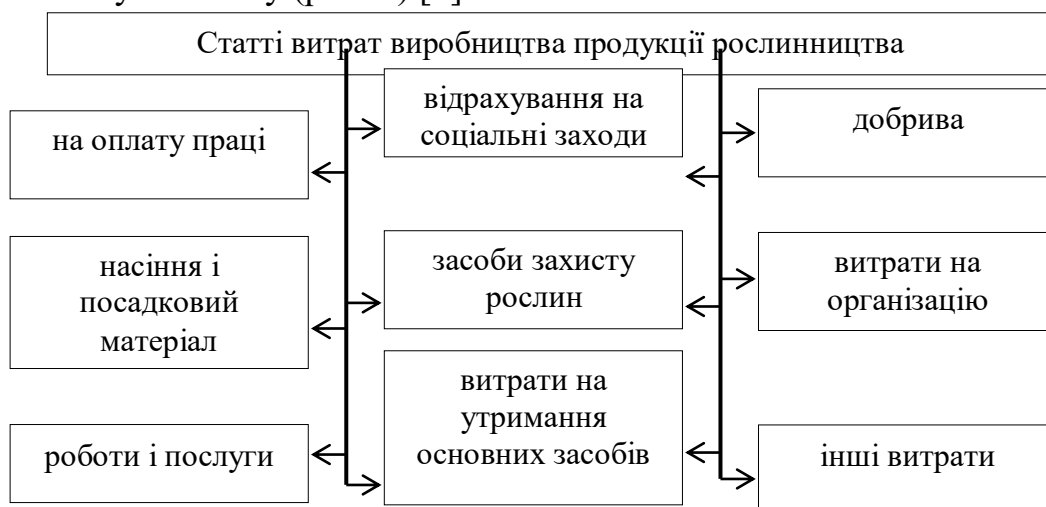 Статті витрат виробництва продукції рослинництва
на оплату праці
відрахування на
соціальні заходи
добрива
насіння і
посадковий
матеріал
засоби захисту
рослин
витрати на
організацію
роботи і послуги
витрати на
утримання
основних засобів
інші витрати